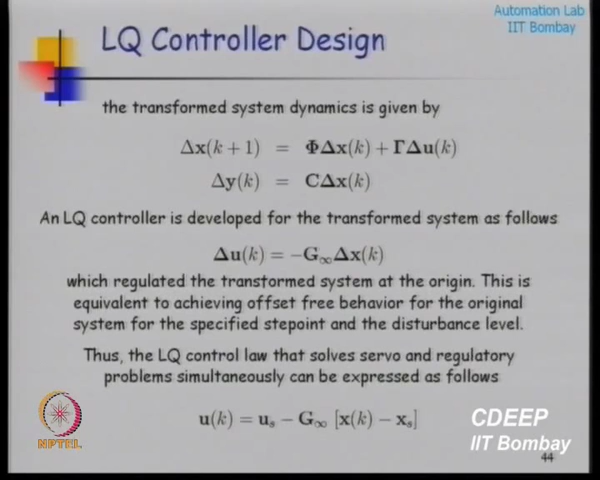 Automation Lab
IIT Bombay
LQ Controller Design
the transformed system dynamics is given by
Δx(k+1) = ΦΔx(k) + ΓΔu(k)
Δy(k) = CΔx(k)
An LQ controller is developed for the transformed system as follows
Δu(k) = −G∞Δx(k)
which regulated the transformed system at the origin. This is
equivalent to achieving offset free behavior for the original
system for the specified stepoint and the disturbance level.
Thus, the LQ control law that solves servo and regulatory
problems simultaneously can be expressed as follows
u(k) = uₛ − G∞ [x(k) − xₛ]
NPTEL
CDEEP
IIT Bombay
44